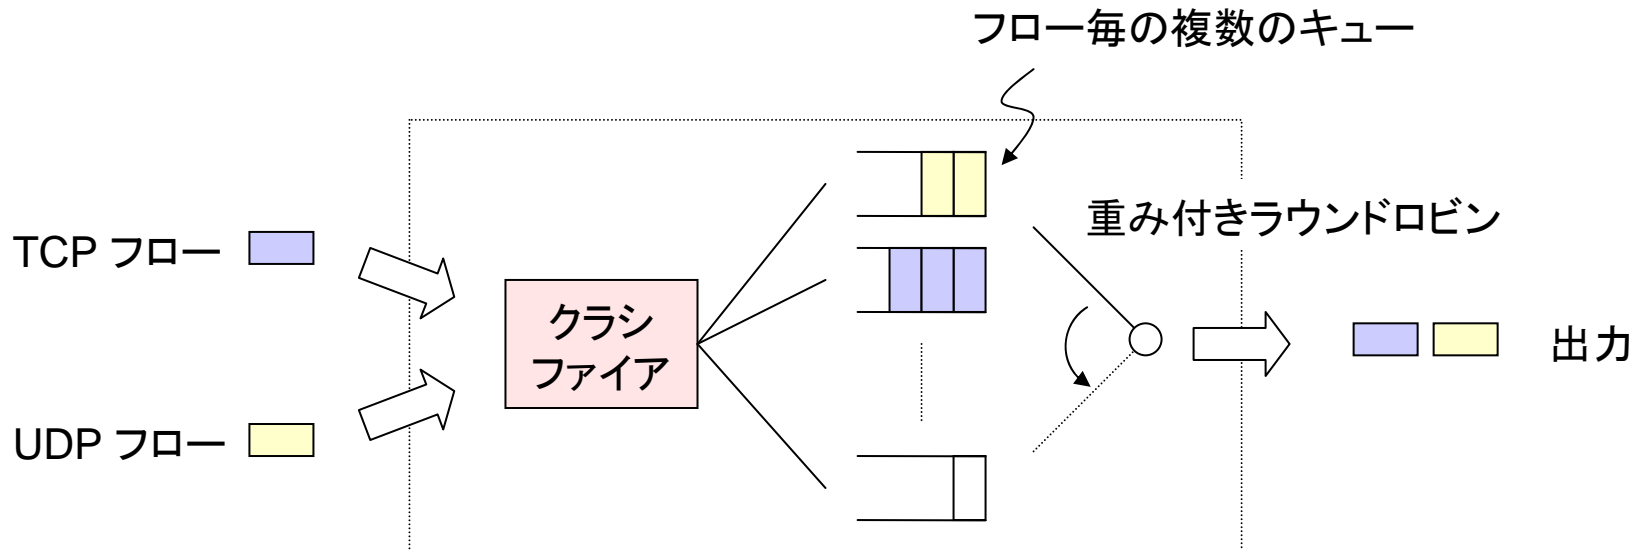 フロー毎の複数のキュー
重み付きラウンドロビン
TCP フロー
クラシ
ファイア
出力
UDP フロー